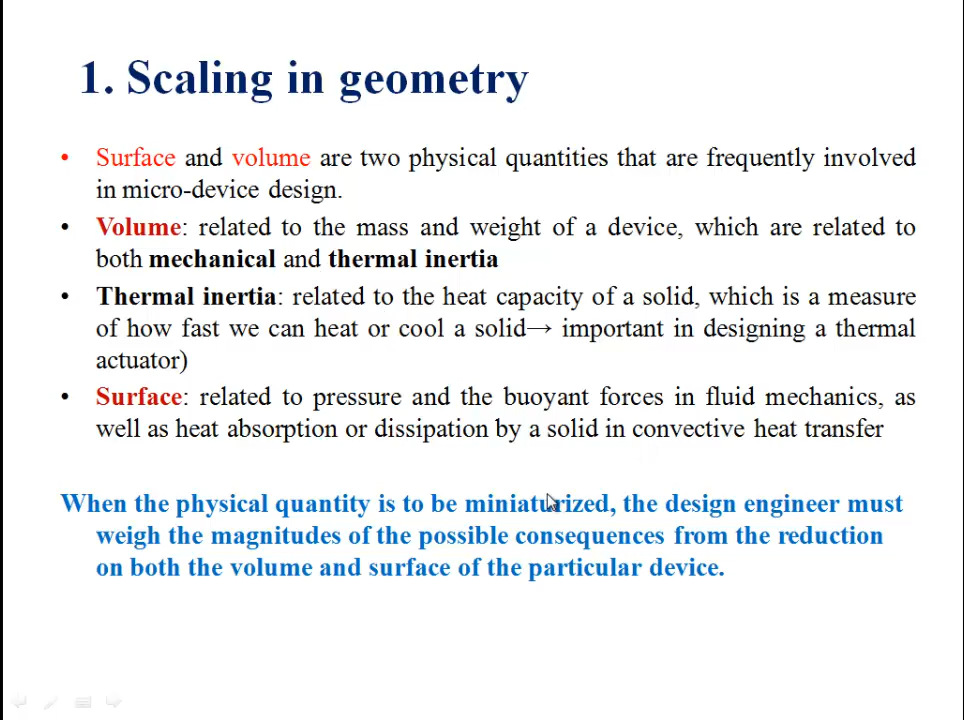 1. Scaling in geometry
• Surface and volume are two physical quantities that are frequently involved
in micro-device design.
• Volume: related to the mass and weight of a device, which are related to
both mechanical and thermal inertia
• Thermal inertia: related to the heat capacity of a solid, which is a measure
of how fast we can heat or cool a solid→ important in designing a thermal
actuator)
• Surface: related to pressure and the buoyant forces in fluid mechanics, as
well as heat absorption or dissipation by a solid in convective heat transfer
When the physical quantity is to be miniaturized, the design engineer must
weigh the magnitudes of the possible consequences from the reduction
on both the volume and surface of the particular device.